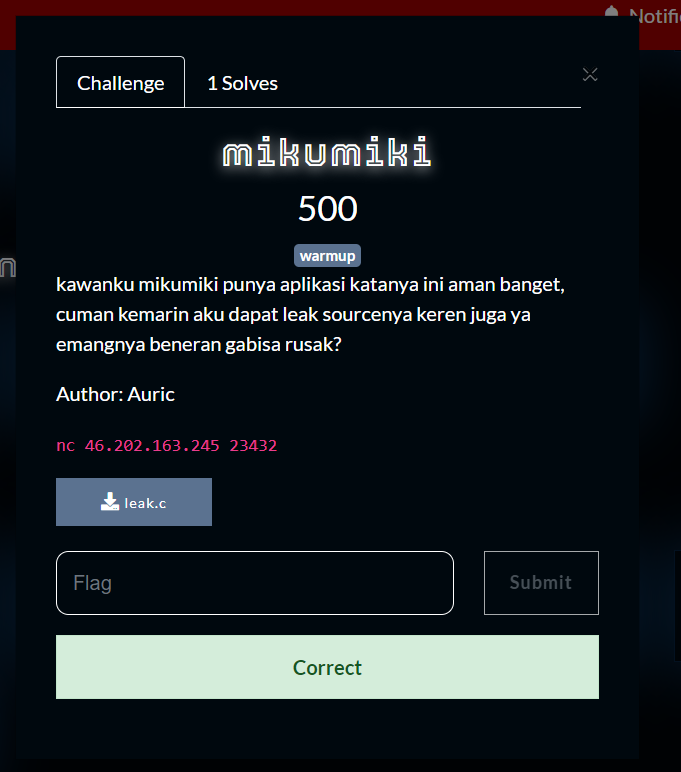 Notifi
Challenge
1 Solves
mikumiki
500
warmup
kawanku mikumiki punya aplikasi katanya ini aman banget,
cuman kemarin aku dapat leak sourcenya keren juga ya
emangnya beneran gabisa rusak?
Author: Auric
nc 46.202.163.245 23432
leak.c
Flag
Submit
Correct